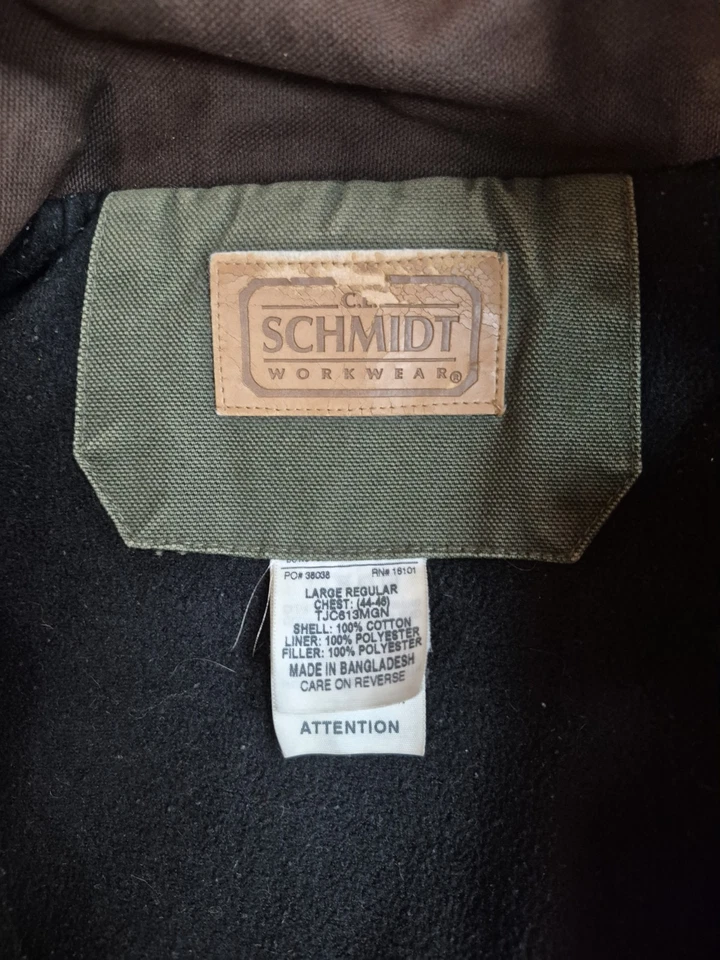 C.E.
SCHMIDT
WORKWEAR®
PO# 38038 RN# 16101
LARGE REGULAR
CHEST: (44-46)
TJC613MGN
SHELL: 100% COTTON
LINER: 100% POLYESTER
FILLER: 100% POLYESTER
MADE IN BANGLADESH
CARE ON REVERSE
ATTENTION